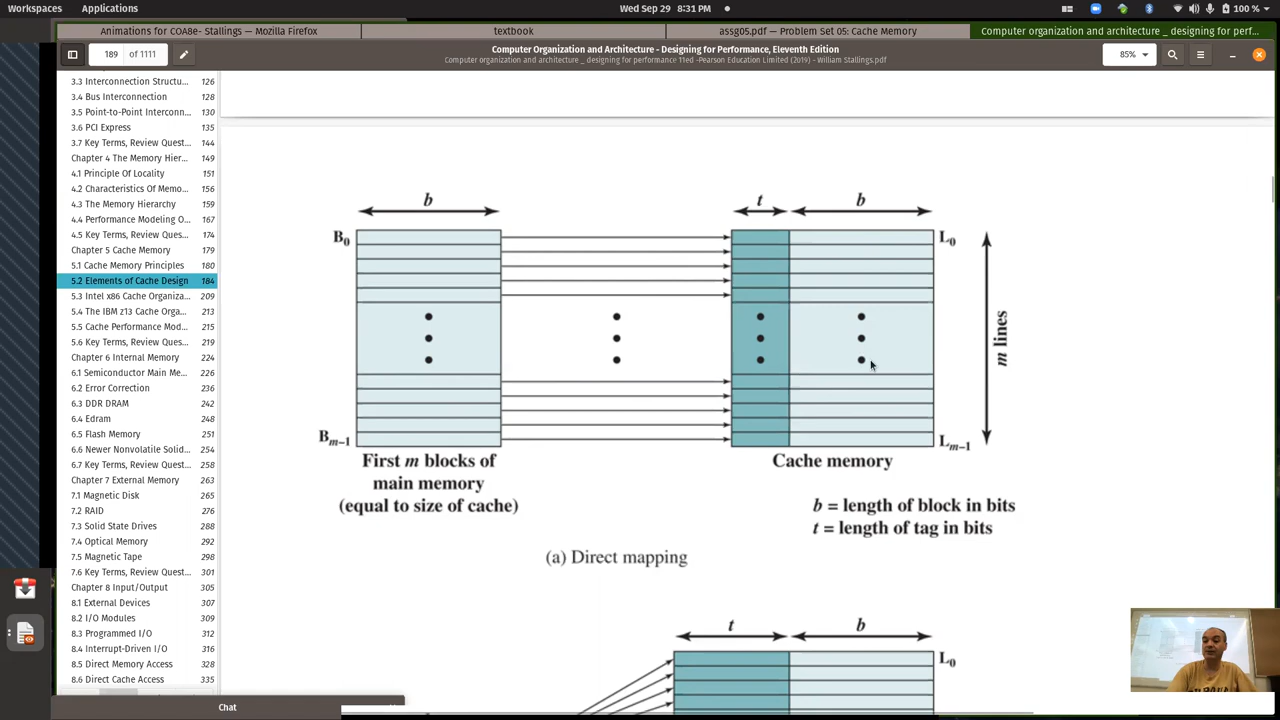 Workspaces Applications Wed Sep 29 8:31 PM 100 %
Animations for COA8e- Stallings — Mozilla Firefox textbook assg05.pdf — Problem Set 05: Cache Memory Computer organization and architecture _ designing for perf...
189 of 1111 Computer Organization and Architecture - Designing for Performance, Eleventh Edition 85%
Computer organization and architecture _ designing for performance 11ed -Pearson Education Limited (2019) - William Stallings.pdf
3.3 Interconnection Structu... 126
3.4 Bus Interconnection 128
3.5 Point-to-Point Interconn... 130
3.6 PCI Express 135
3.7 Key Terms, Review Quest... 144
Chapter 4 The Memory Hier... 149
4.1 Principle Of Locality 151
4.2 Characteristics Of Memo... 156
4.3 The Memory Hierarchy 159
4.4 Performance Modeling O... 167
4.5 Key Terms, Review Ques... 174
Chapter 5 Cache Memory 179
5.1 Cache Memory Principles 180
5.2 Elements of Cache Design 184
5.3 Intel x86 Cache Organiza... 209
5.4 The IBM z13 Cache Orga... 213
5.5 Cache Performance Mod... 215
5.6 Key Terms, Review Ques... 219
Chapter 6 Internal Memory 224
6.1 Semiconductor Main Me... 225
6.2 Error Correction 236
6.3 DDR DRAM 242
6.4 Edram 248
6.5 Flash Memory 251
6.6 Newer Nonvolatile Solid... 254
6.7 Key Terms, Review Quest... 258
Chapter 7 External Memory 263
7.1 Magnetic Disk 265
7.2 RAID 276
7.3 Solid State Drives 288
7.4 Optical Memory 292
7.5 Magnetic Tape 298
7.6 Key Terms, Review Quest... 301
Chapter 8 Input/Output 305
8.1 External Devices 307
8.2 I/O Modules 309
8.3 Programmed I/O 312
8.4 Interrupt-Driven I/O 316
8.5 Direct Memory Access 328
8.6 Direct Cache Access 335
Chat
b t b
B0 L0
m lines
Bm–1 Lm–1
First m blocks of
main memory
(equal to size of cache)
Cache memory
b = length of block in bits
t = length of tag in bits
(a) Direct mapping
t b
L0